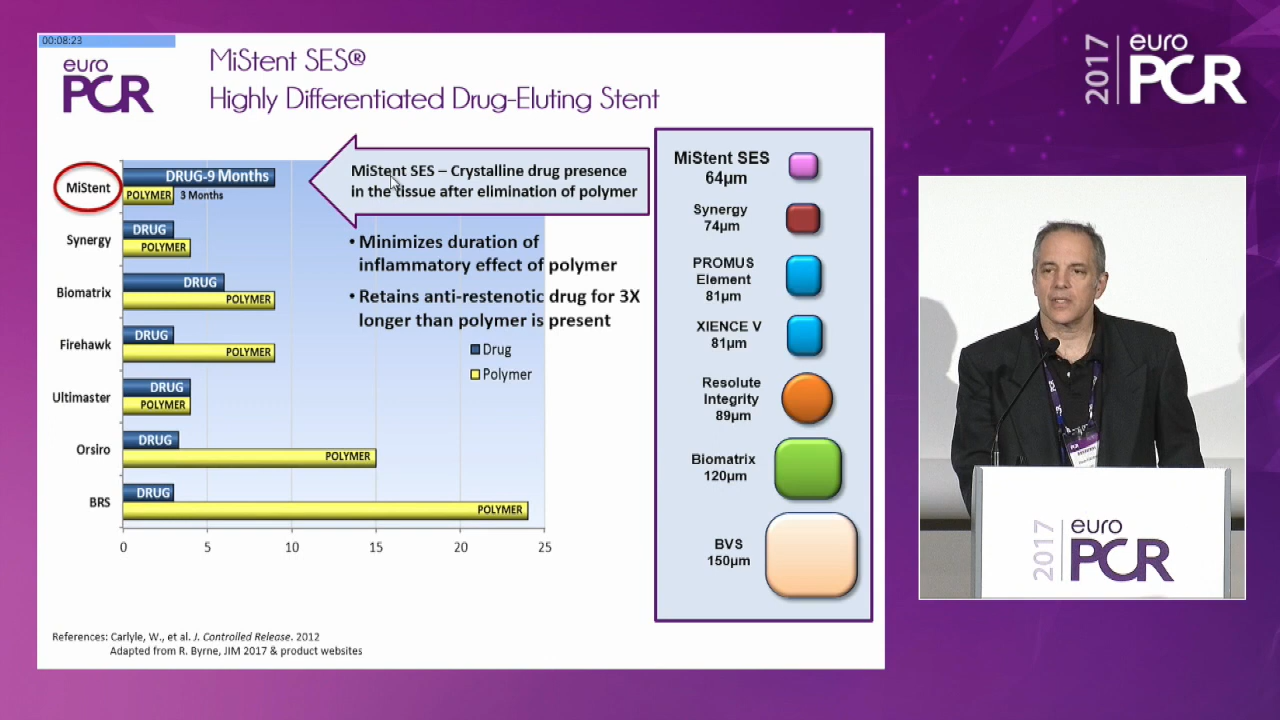 00:08:23
euro
PCR
MiStent SES®
Highly Differentiated Drug-Eluting Stent
MiStent
DRUG-9 Months
POLYMER
3 Months
Synergy
DRUG
POLYMER
Biomatrix
DRUG
POLYMER
Firehawk
DRUG
POLYMER
Ultimaster
DRUG
POLYMER
Orsiro
DRUG
POLYMER
BRS
DRUG
POLYMER
0 5 10 15 20 25
MiStent SES – Crystalline drug presence
in the tissue after elimination of polymer
• Minimizes duration of
inflammatory effect of polymer
• Retains anti-restenotic drug for 3X
longer than polymer is present
Drug
Polymer
MiStent SES
64µm
Synergy
74µm
PROMUS
Element
81µm
XIENCE V
81µm
Resolute
Integrity
89µm
Biomatrix
120µm
BVS
150µm
References: Carlyle, W., et al. J. Controlled Release. 2012
Adapted from R. Byrne, JIM 2017 & product websites
2017
euro
PCR
2017
euro
PCR